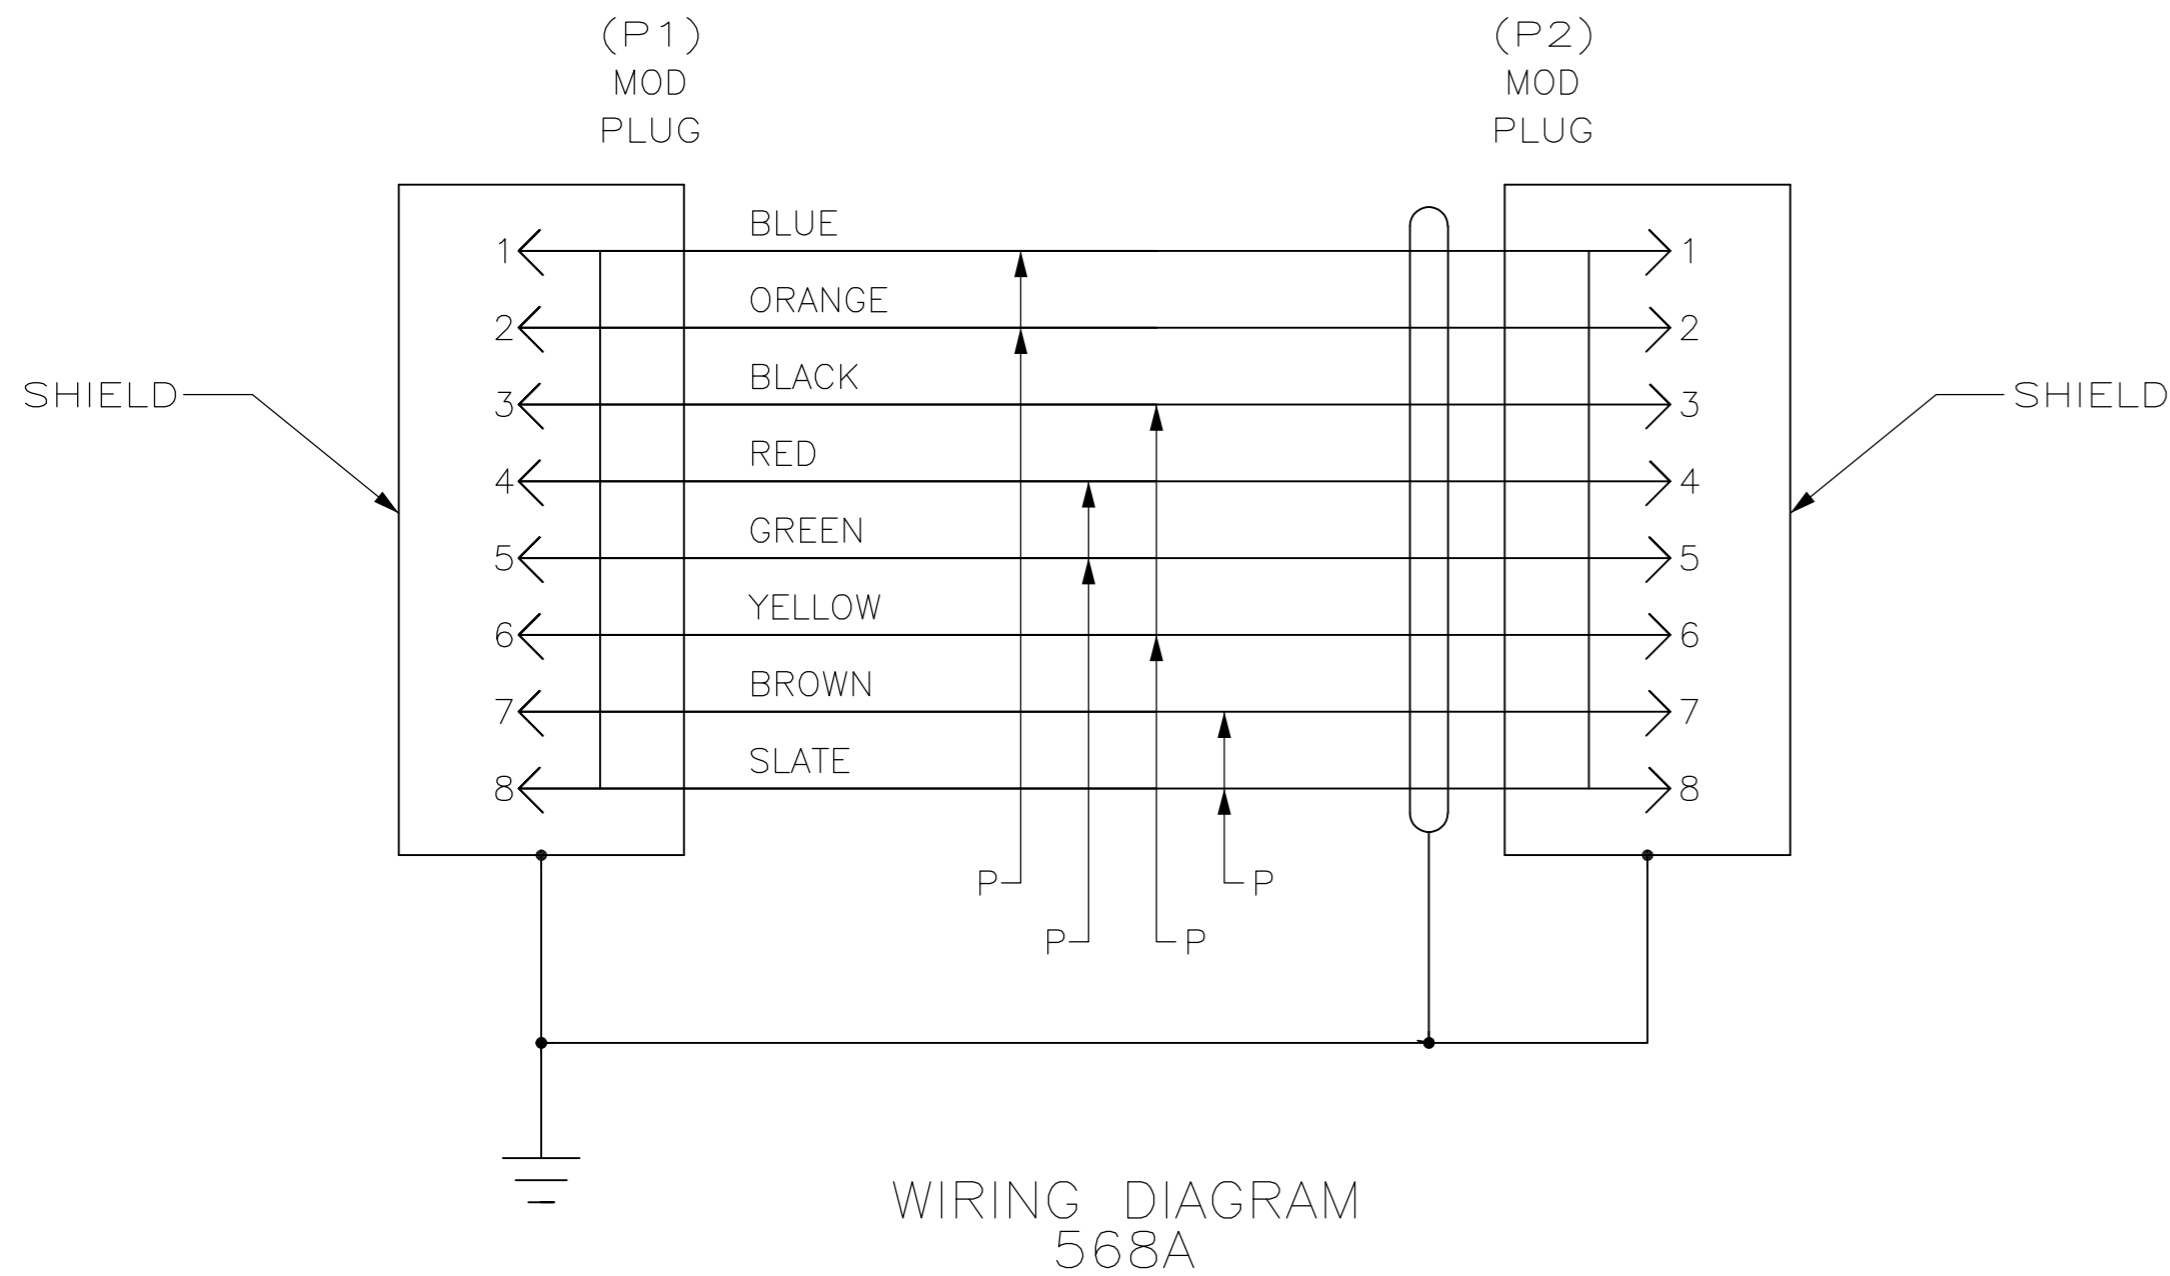 (P1)
MOD
PLUG
(P2)
MOD
PLUG
BLUE
1
1
ORANGE
2
2
BLACK
3
3
SHIELD
SHIELD
RED
4
4
GREEN
5
5
YELLOW
6
6
BROWN
7
7
SLATE
8
8
P
P
P
P
WIRING DIAGRAM
568A